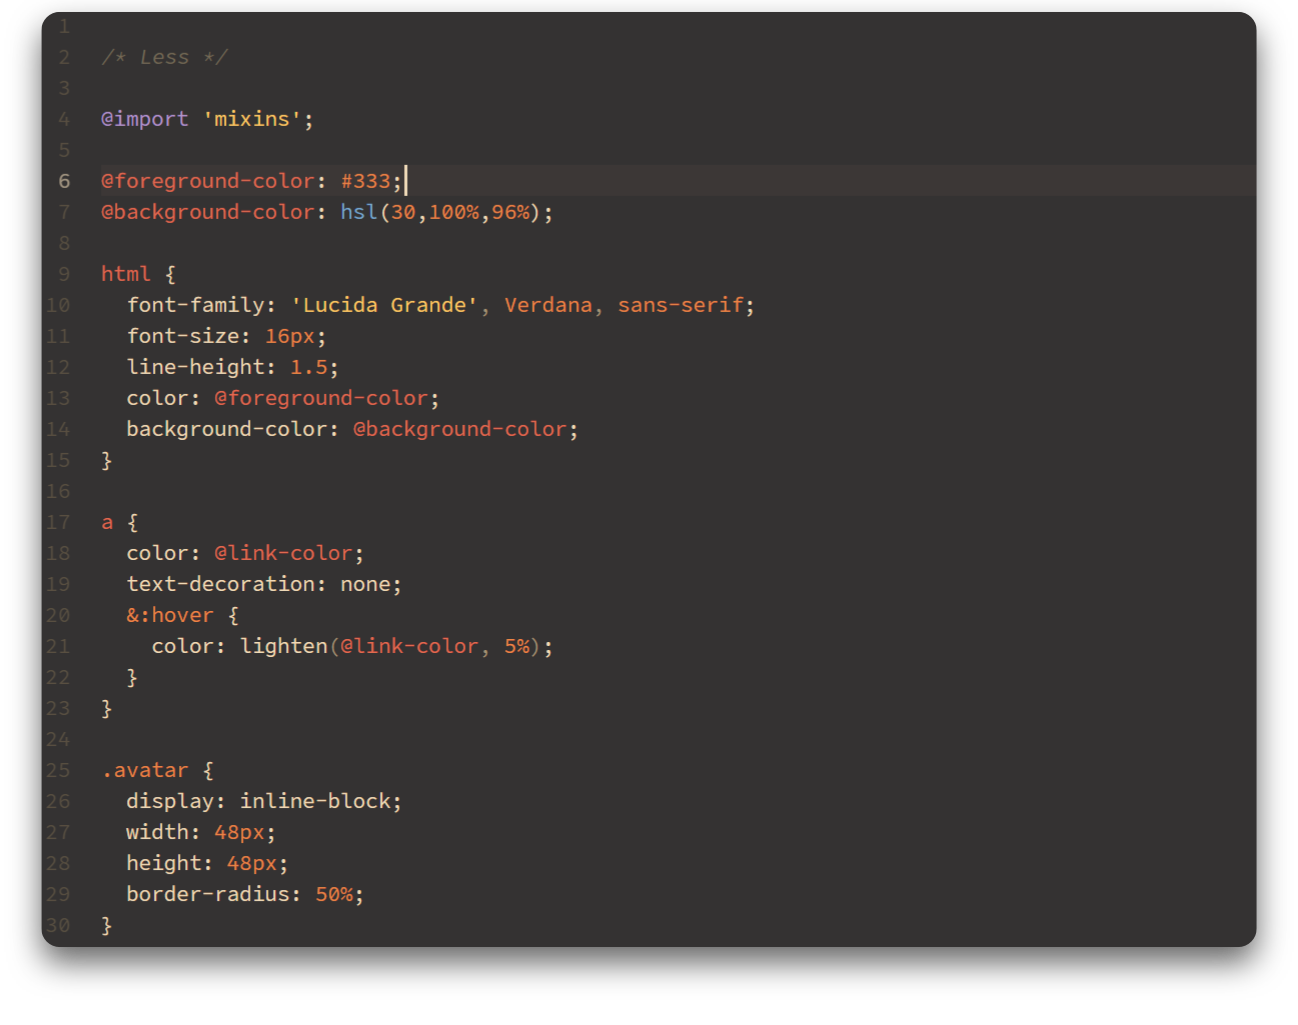 1
2 /* Less */
3
4 @import 'mixins';
5
6 @foreground-color: #333;
7 @background-color: hsl(30,100%,96%);
8
9 html {
10   font-family: 'Lucida Grande', Verdana, sans-serif;
11   font-size: 16px;
12   line-height: 1.5;
13   color: @foreground-color;
14   background-color: @background-color;
15 }
16
17 a {
18   color: @link-color;
19   text-decoration: none;
20   &:hover {
21     color: lighten(@link-color, 5%);
22   }
23 }
24
25 .avatar {
26   display: inline-block;
27   width: 48px;
28   height: 48px;
29   border-radius: 50%;
30 }